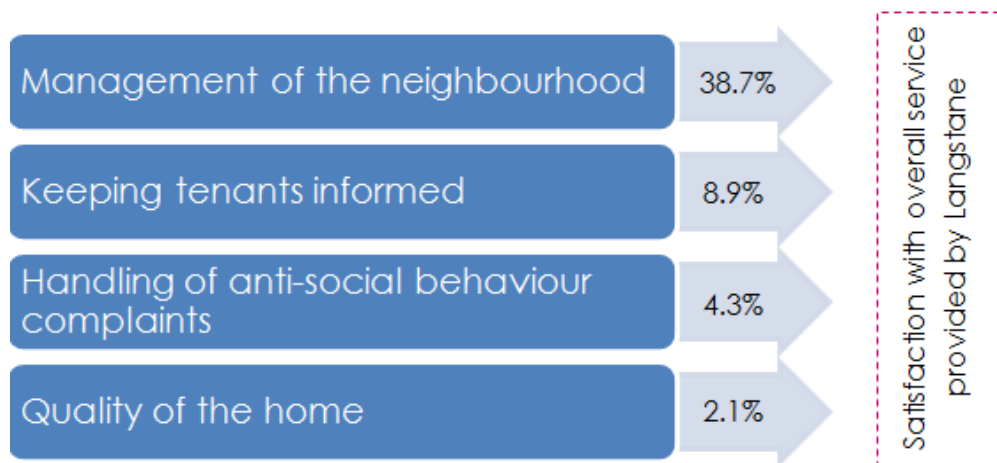 Management of the neighbourhood
38.7%
Keeping tenants informed
8.9%
Handling of anti-social behaviour
complaints
4.3%
Quality of the home
2.1%
Satisfaction with overall service
provided by Langstane